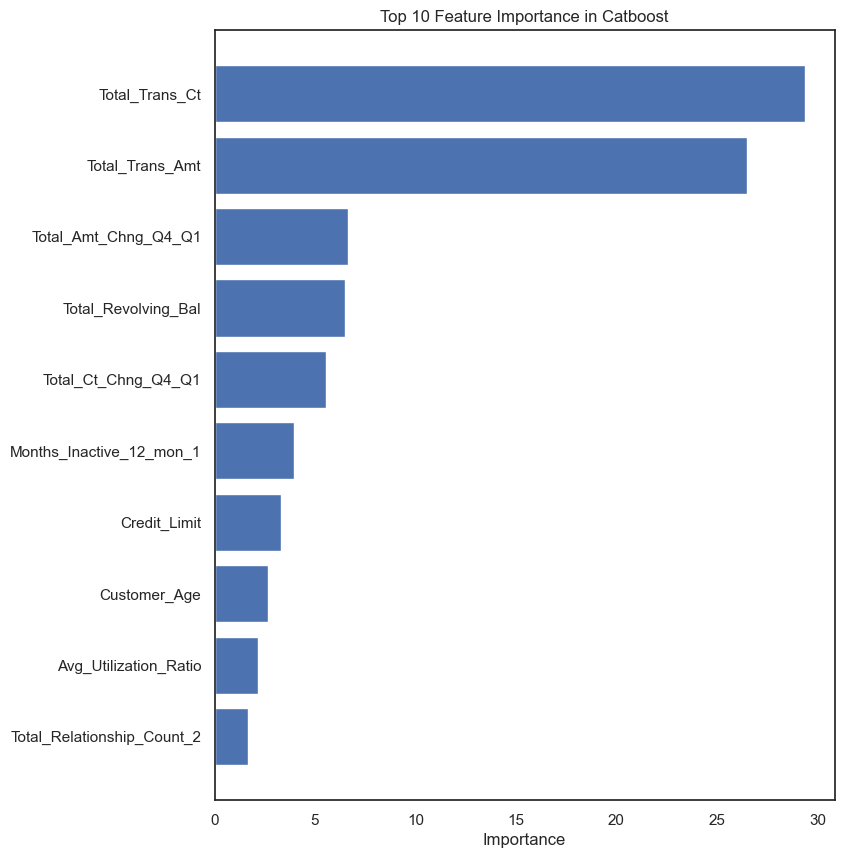 Top 10 Feature Importance in Catboost
Total_Trans_Ct
Total_Trans_Amt
Total_Amt_Chng_Q4_Q1
Total_Revolving_Bal
Total_Ct_Chng_Q4_Q1
Months_Inactive_12_mon_1
Credit_Limit
Customer_Age
Avg_Utilization_Ratio
Total_Relationship_Count_2
0 5 10 15 20 25 30
Importance